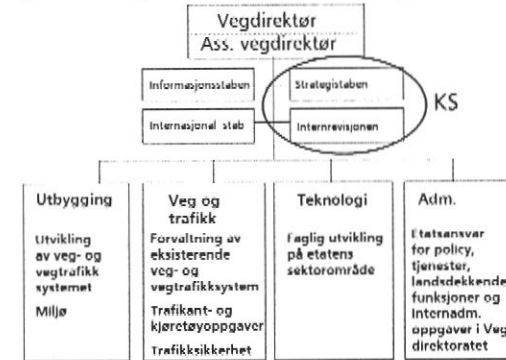 Vegdirektør
Ass. vegdirektør
Informasjonsstaben
Strategistaben
KS
Internasjonal stab
Internrevisjonen
Utbygging
Utvikling
av veg- og
vegtrafikk
systemet
Miljø
Veg og
trafikk
Forvaltning av
eksisterende
veg- og
vegtrafikksystem
Trafikant- og
kjøretøyoppgaver
Trafikksikkerhet
Teknologi
Faglig utvikling
på etatens
sektorområde
Adm.
Etatsansvar
for policy,
tjenester,
landsdekkende
funksjoner og
Internadm.
oppgaver i Veg
direktoratet